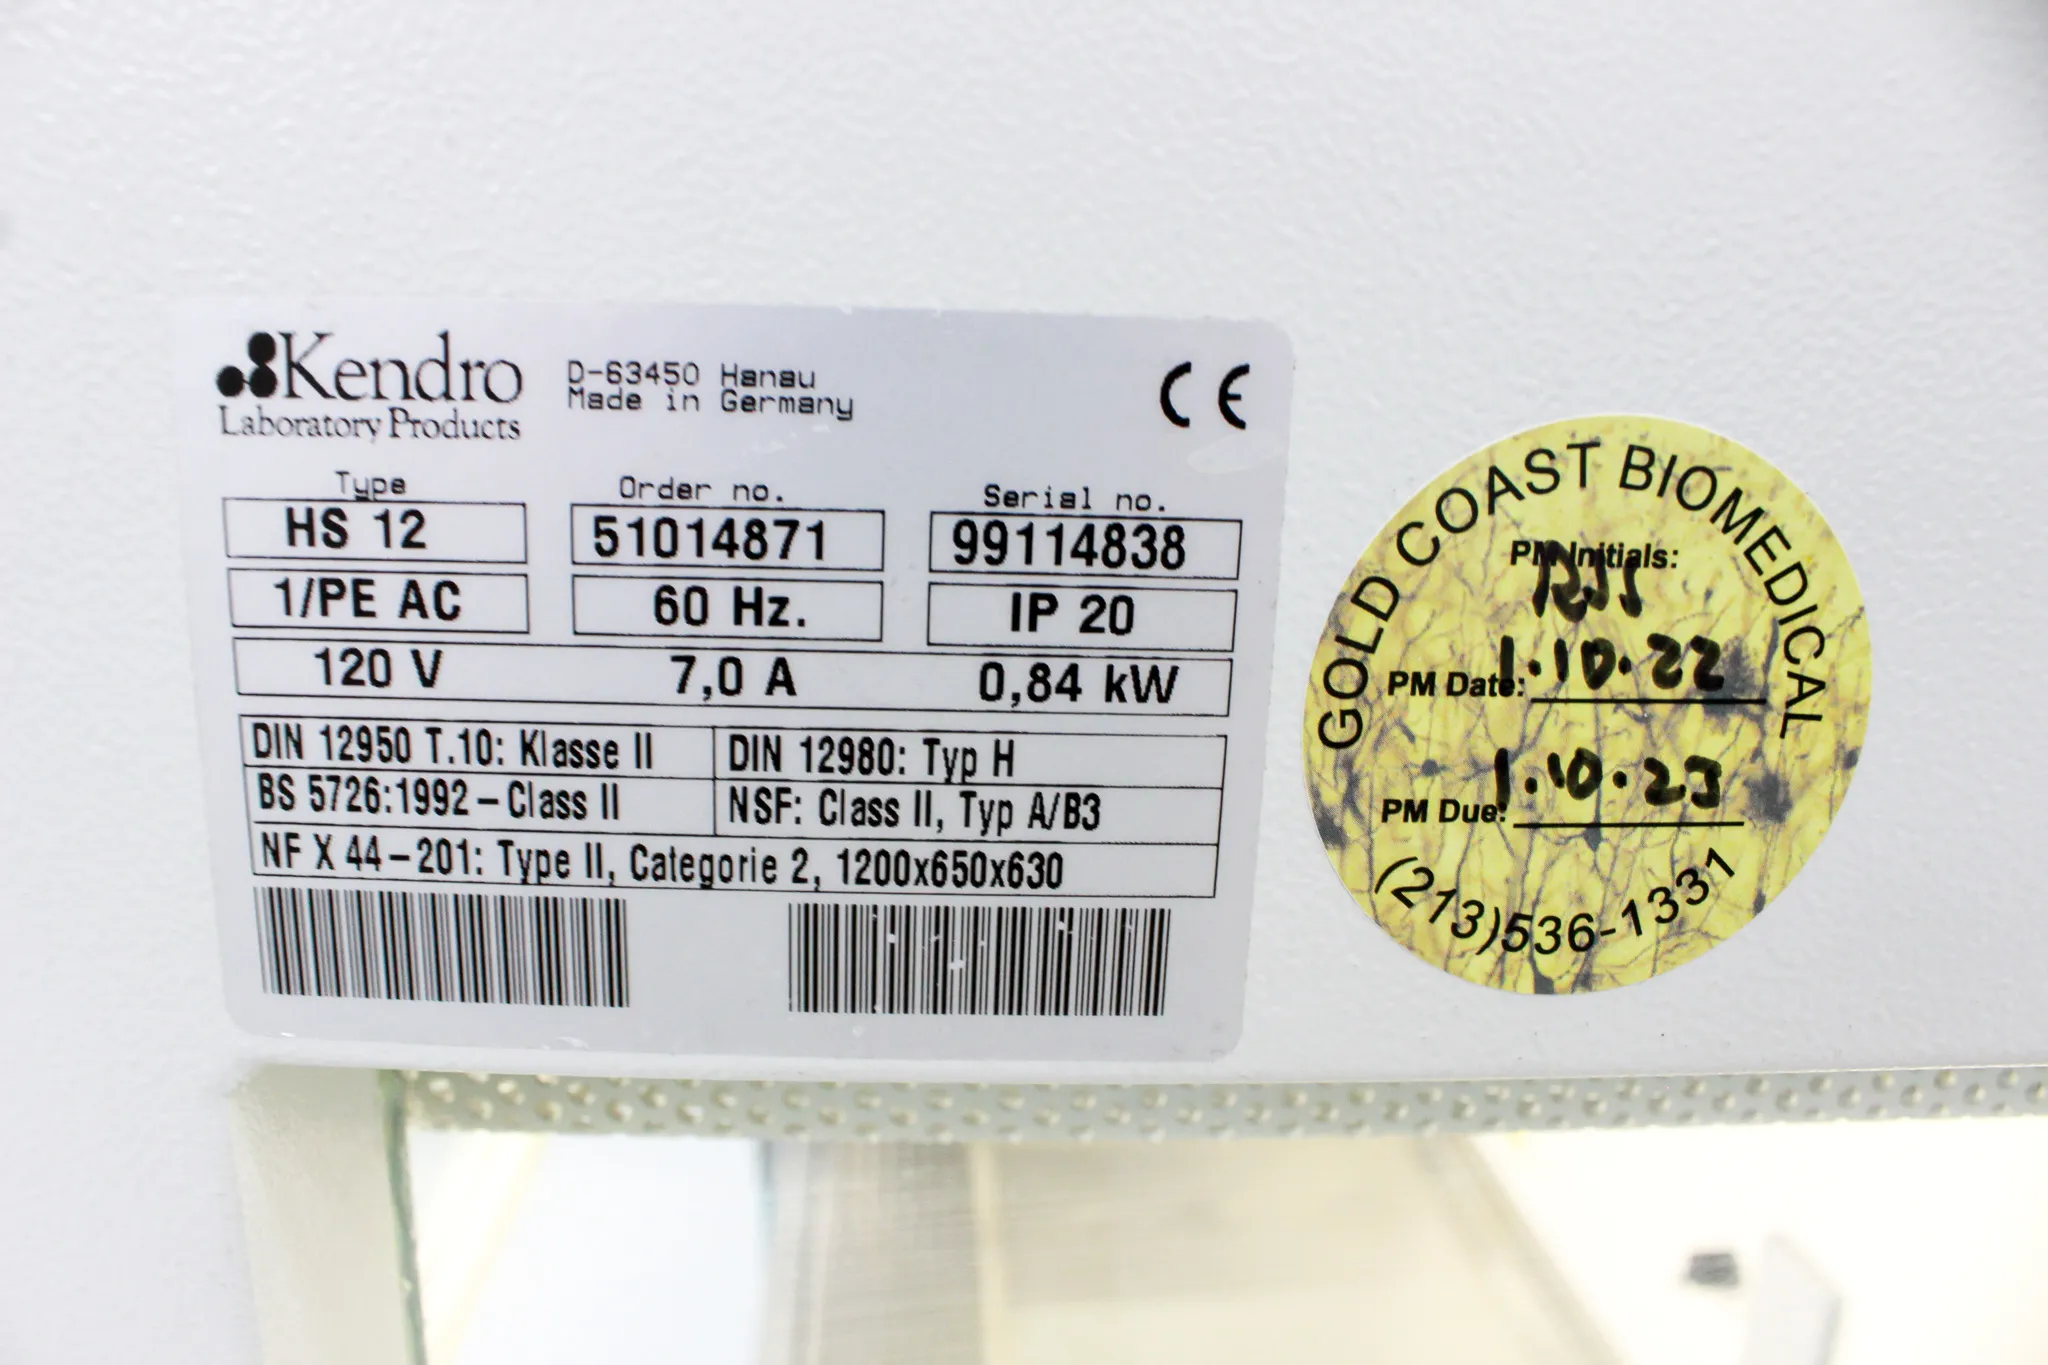 Kendro
Laboratory Products
D-63450 Hanau
Made in Germany
CE
Type
Order no.
Serial no.
HS 12
51014871
99114838
1/PE AC
60 Hz.
IP 20
120 V
7,0 A
0,84 kW
DIN 12950 T.10: Klasse II
DIN 12980: Typ H
BS 5726:1992 – Class II
NSF: Class II, Typ A/B3
NF X 44 – 201: Type II, Categorie 2, 1200x650x630
GOLD COAST BIOMEDICAL
PM Initials:
PM Date: 1.10.22
PM Due: 1.10.23
(213)536-1331